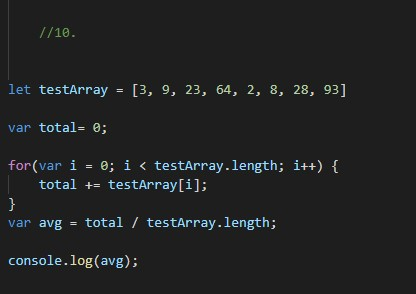 //10.
let testArray = [3, 9, 23, 64, 2, 8, 28, 93]
var total= 0;
for(var i = 0; i < testArray.length; i++) {
    total += testArray[i];
}
var avg = total / testArray.length;
console.log(avg);